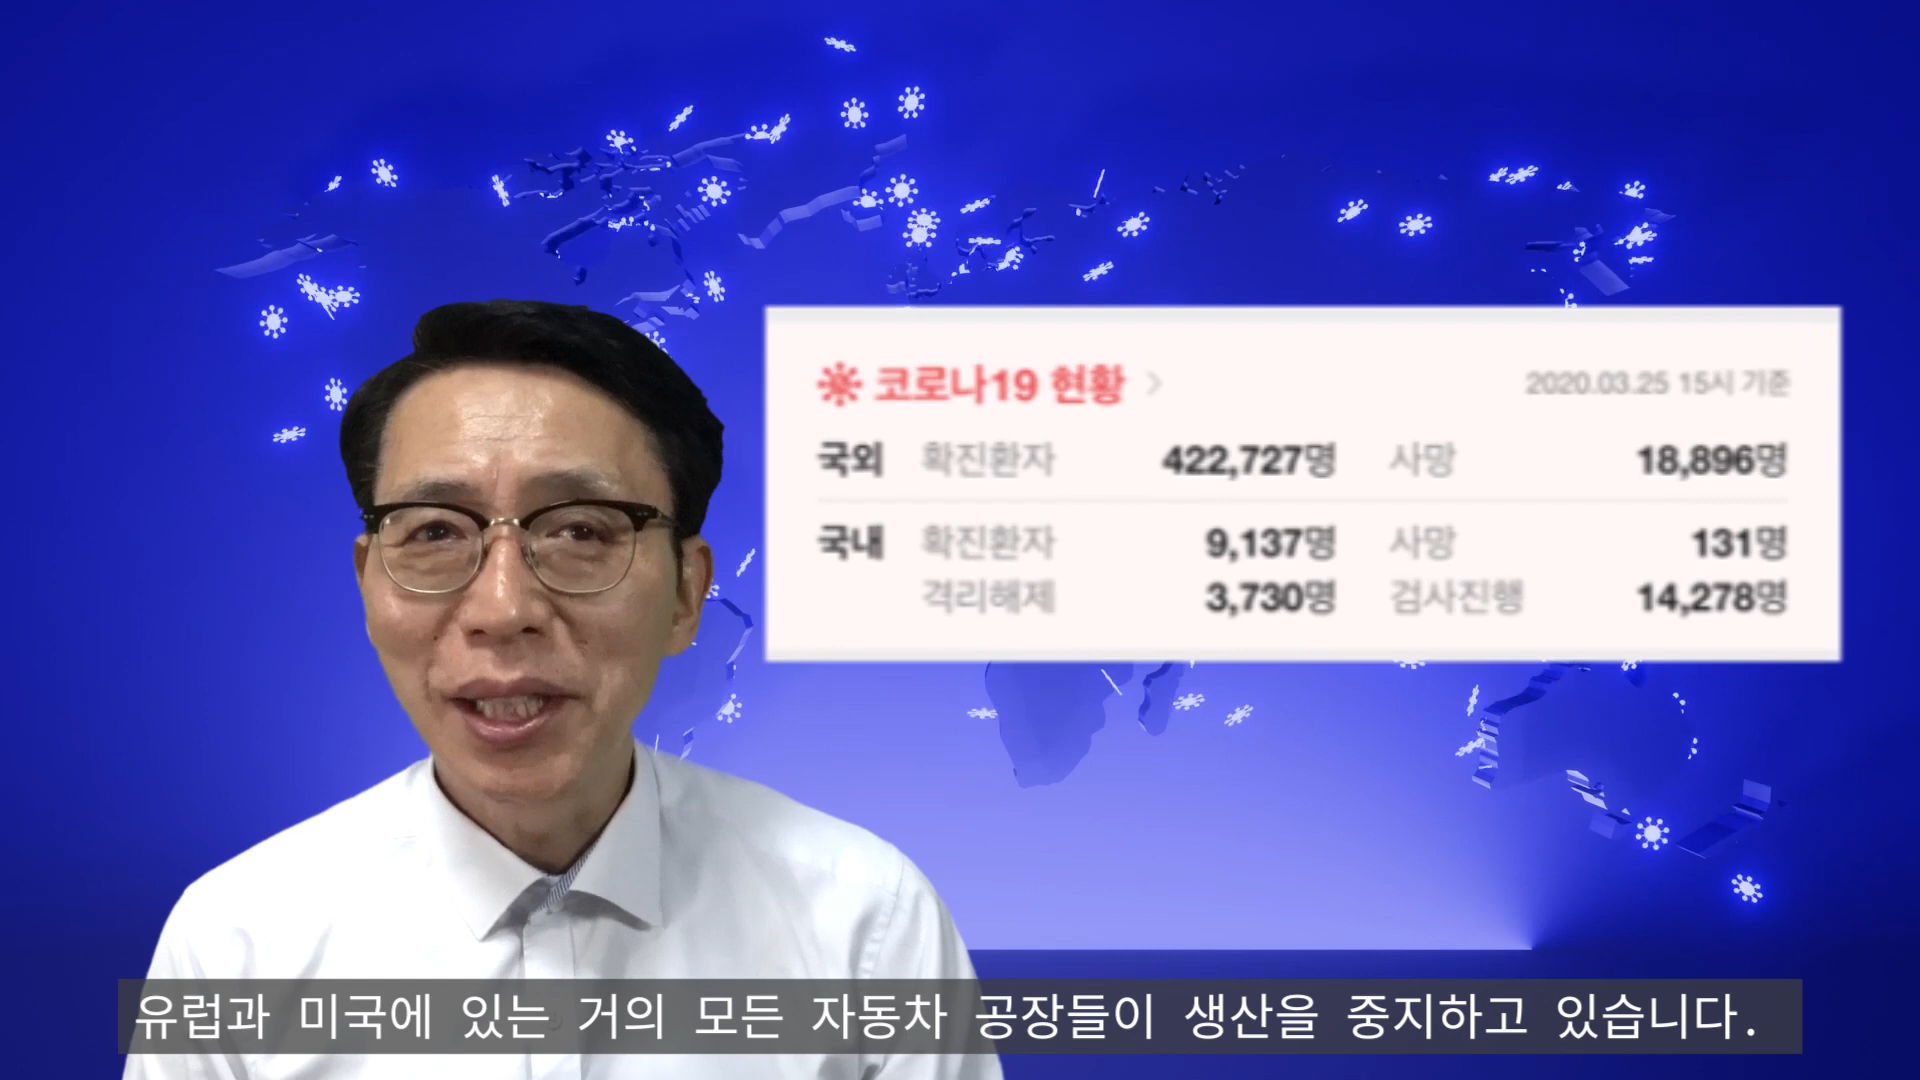 코로나19 현황 > 2020.03.25 15시 기준
국외 확진환자 422,727명 사망 18,896명
국내 확진환자 9,137명 사망 131명
격리해제 3,730명 검사진행 14,278명
유럽과 미국에 있는 거의 모든 자동차 공장들이 생산을 중지하고 있습니다.